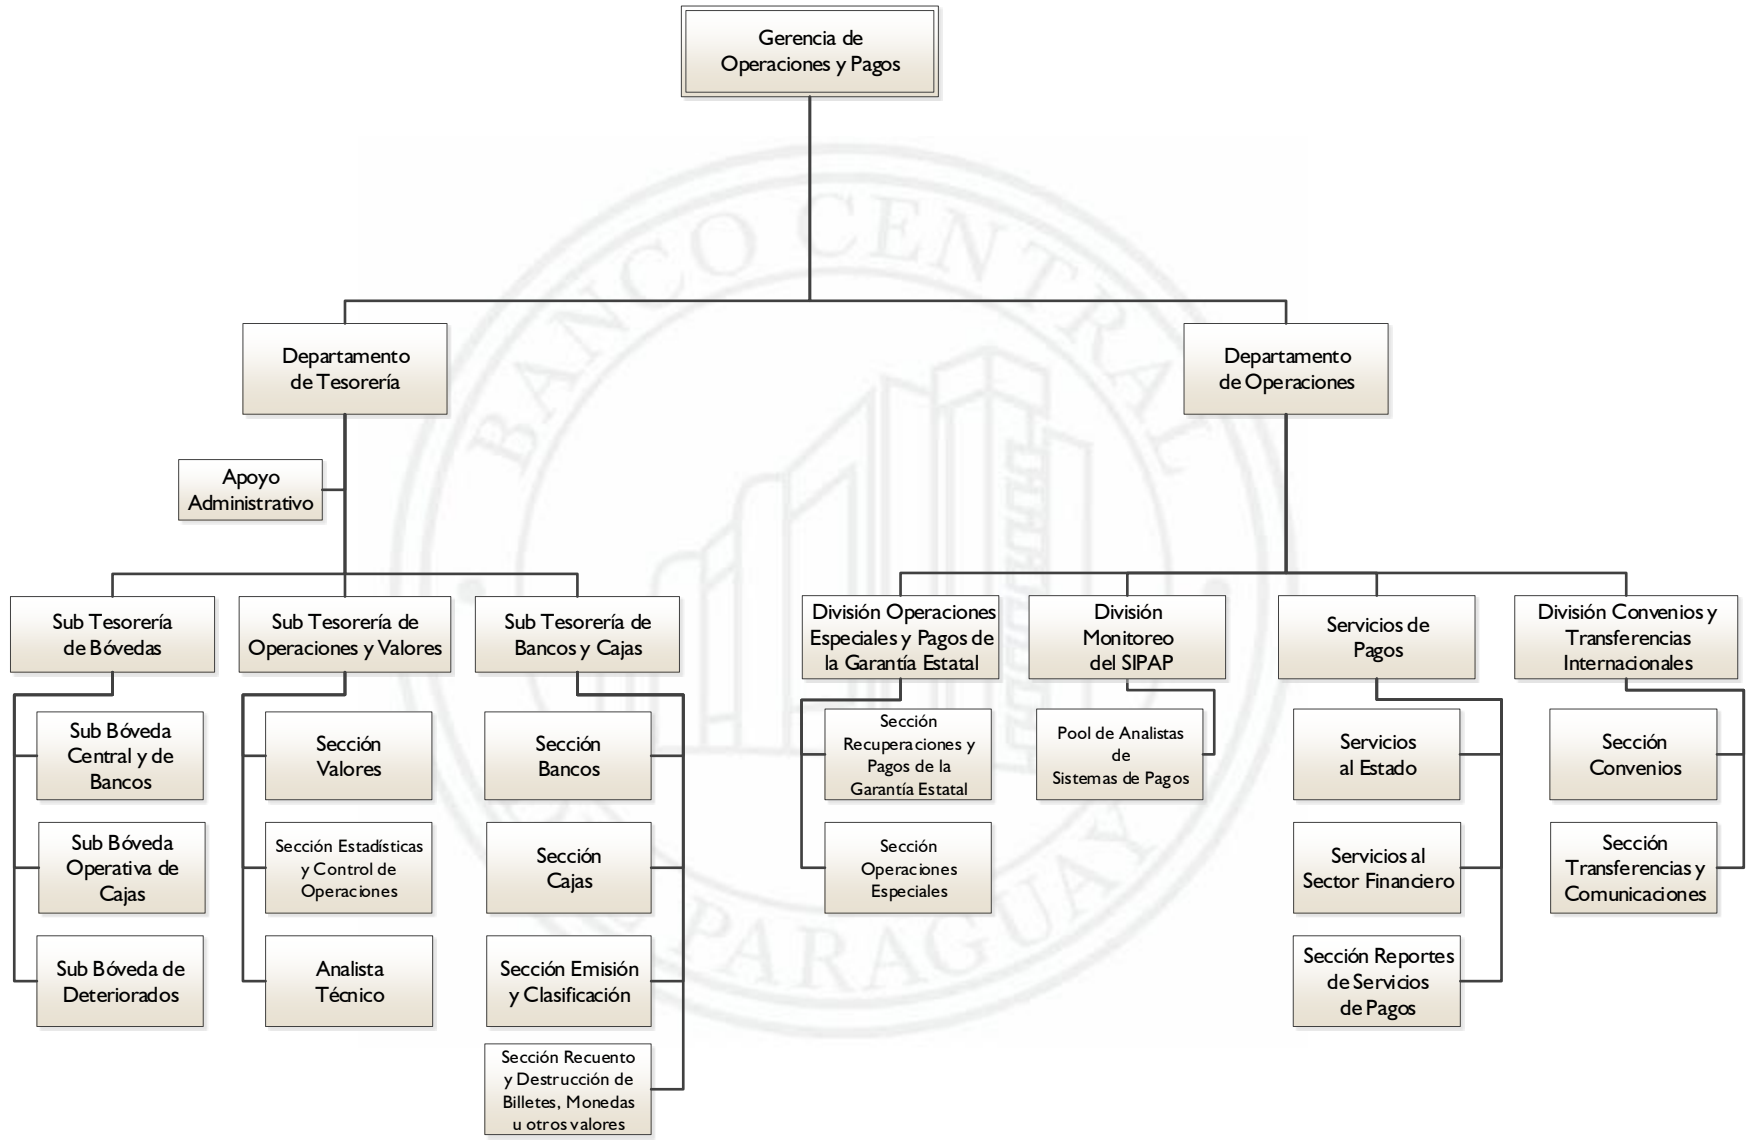 Gerencia de
Operaciones y Pagos
BANCO CENTRAL
DEL PARAGUAY
Departamento
de Tesorería
Departamento
de Operaciones
Apoyo
Administrativo
Sub Tesorería
de Bóvedas
Sub Tesorería de
Operaciones y Valores
Sub Tesorería de
Bancos y Cajas
División Operaciones
Especiales y Pagos de
la Garantía Estatal
División
Monitoreo
del SIPAP
Servicios de
Pagos
División Convenios y
Transferencias
Internacionales
Sub Bóveda
Central y de
Bancos
Sección
Valores
Sección
Bancos
Sección
Recuperaciones y
Pagos de la
Garantía Estatal
Pool de Analistas
de
Sistemas de Pagos
Servicios
al Estado
Sección
Convenios
Sub Bóveda
Operativa de
Cajas
Sección Estadísticas
y Control de
Operaciones
Sección
Cajas
Sección
Operaciones
Especiales
Servicios al
Sector Financiero
Sección
Transferencias y
Comunicaciones
Sub Bóveda de
Deteriorados
Analista
Técnico
Sección Emisión
y Clasificación
Sección Reportes
de Servicios
de Pagos
Sección Recuento
y Destrucción de
Billetes, Monedas
u otros valores